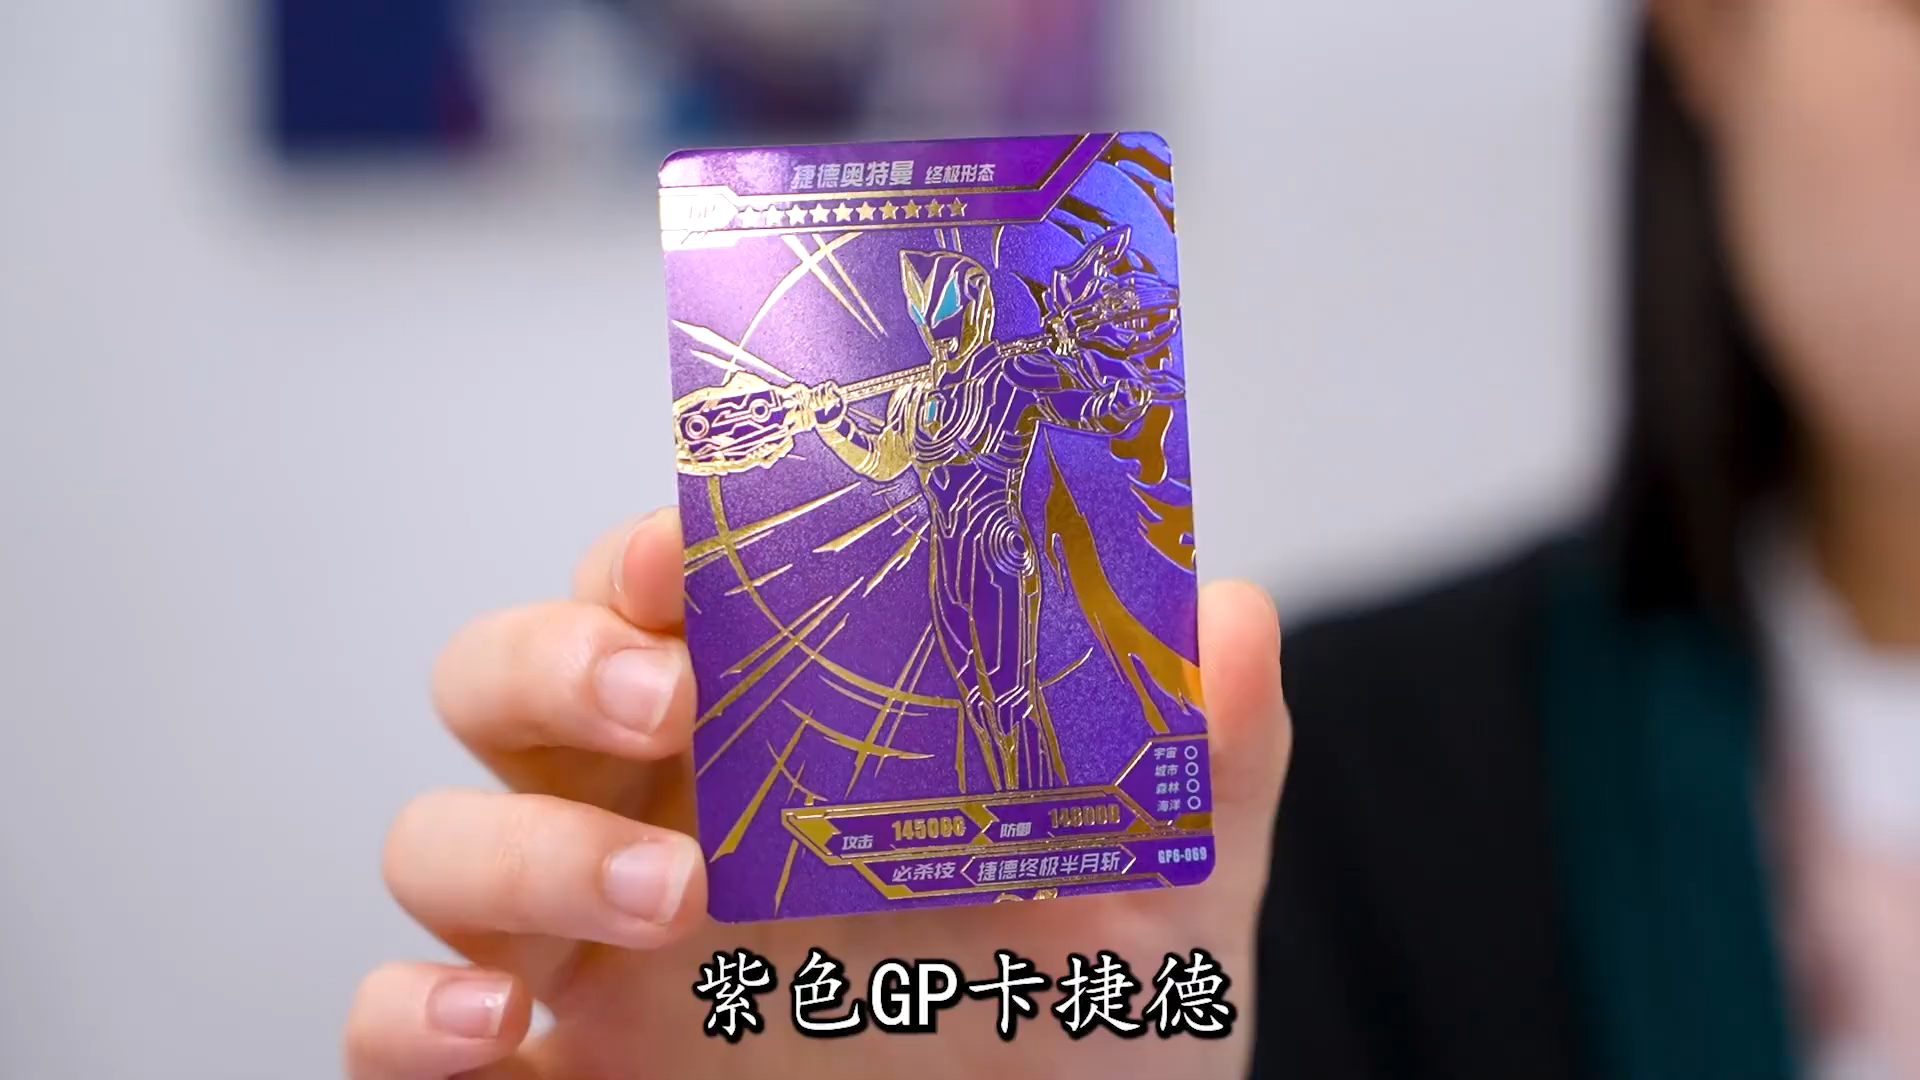 捷德奥特曼 终极形态
GP ★★★★★★★★★★
宇宙 ○
城市 ○
森林 ○
海洋 ○
攻击 145000 防御 146000
必杀技 捷德终极半月斩
GP6-069
紫色GP卡捷德